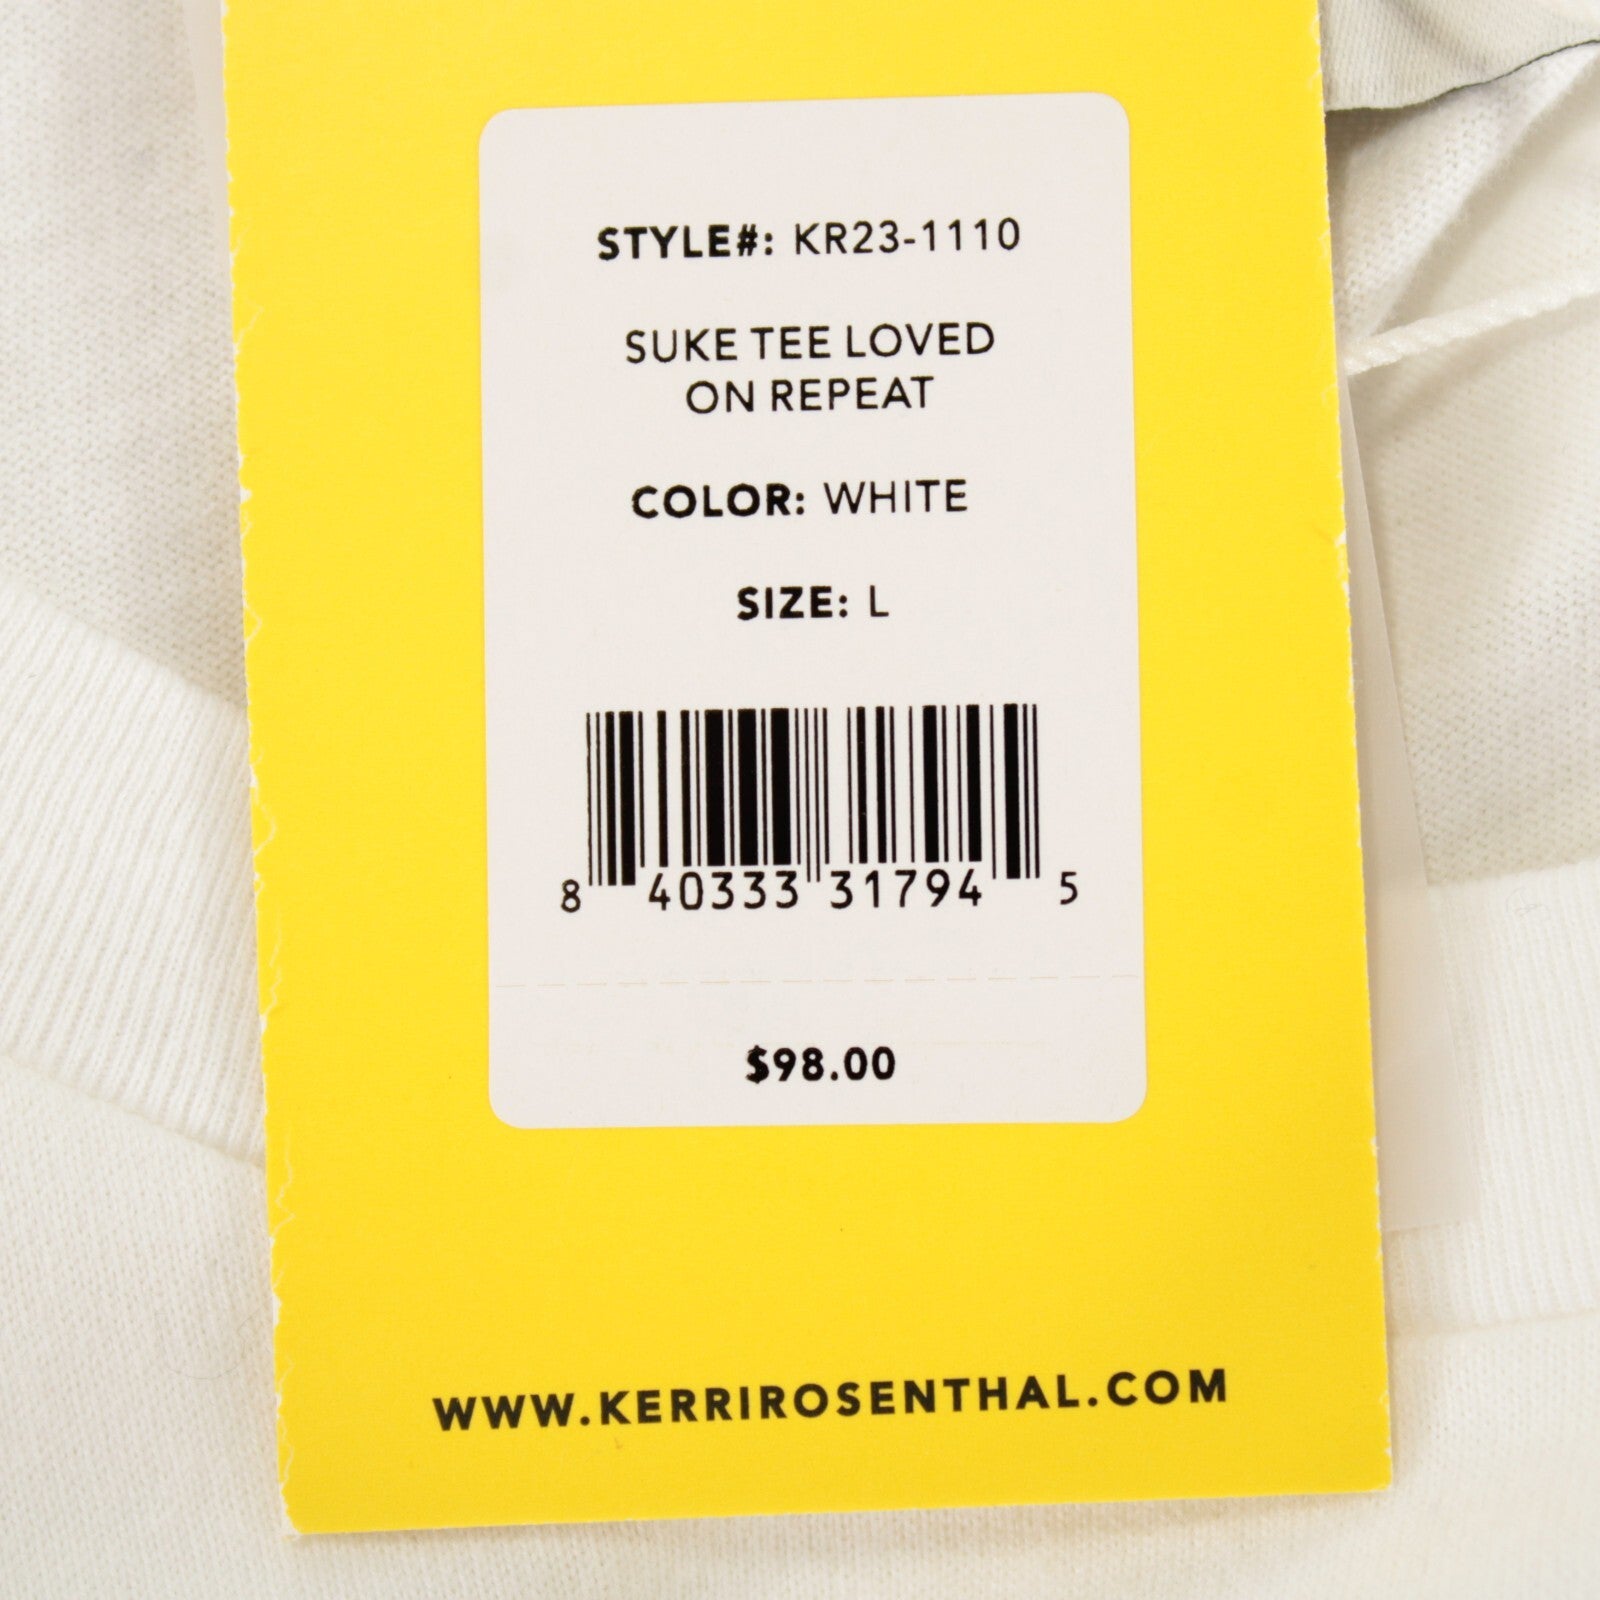 STYLE#: KR23-1110
SUKE TEE LOVED
ON REPEAT
COLOR: WHITE
SIZE: L
8 40333 31794 5
$98.00
WWW.KERRIROSENTHAL.COM